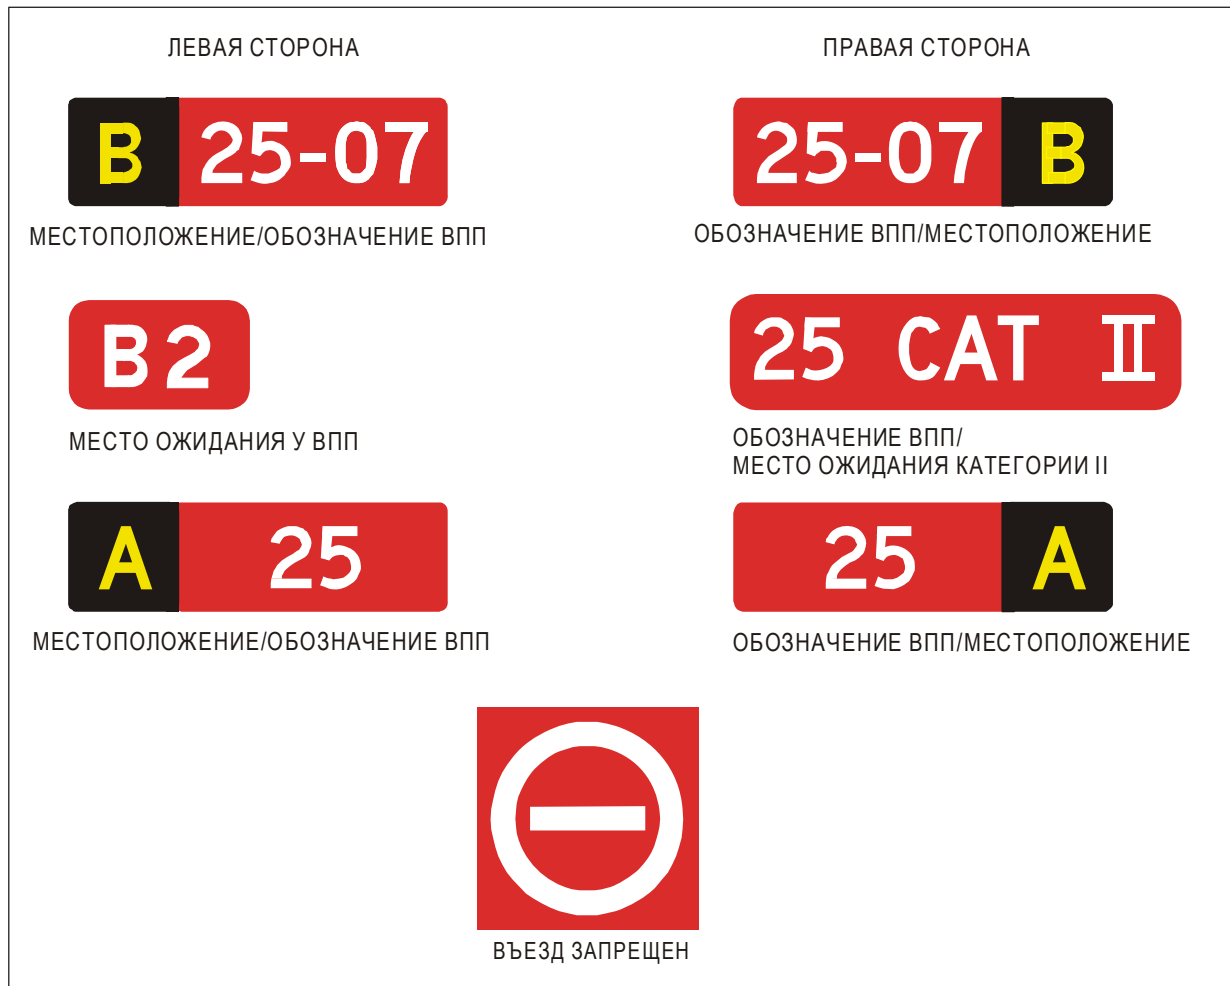 ЛЕВАЯ СТОРОНА
ПРАВАЯ СТОРОНА
B 25-07
25-07 B
МЕСТОПОЛОЖЕНИЕ/ОБОЗНАЧЕНИЕ ВПП
ОБОЗНАЧЕНИЕ ВПП/МЕСТОПОЛОЖЕНИЕ
B2
25 CAT II
МЕСТО ОЖИДАНИЯ У ВПП
ОБОЗНАЧЕНИЕ ВПП/
МЕСТО ОЖИДАНИЯ КАТЕГОРИИ II
A 25
25 A
МЕСТОПОЛОЖЕНИЕ/ОБОЗНАЧЕНИЕ ВПП
ОБОЗНАЧЕНИЕ ВПП/МЕСТОПОЛОЖЕНИЕ
ВЪЕЗД ЗАПРЕЩЕН